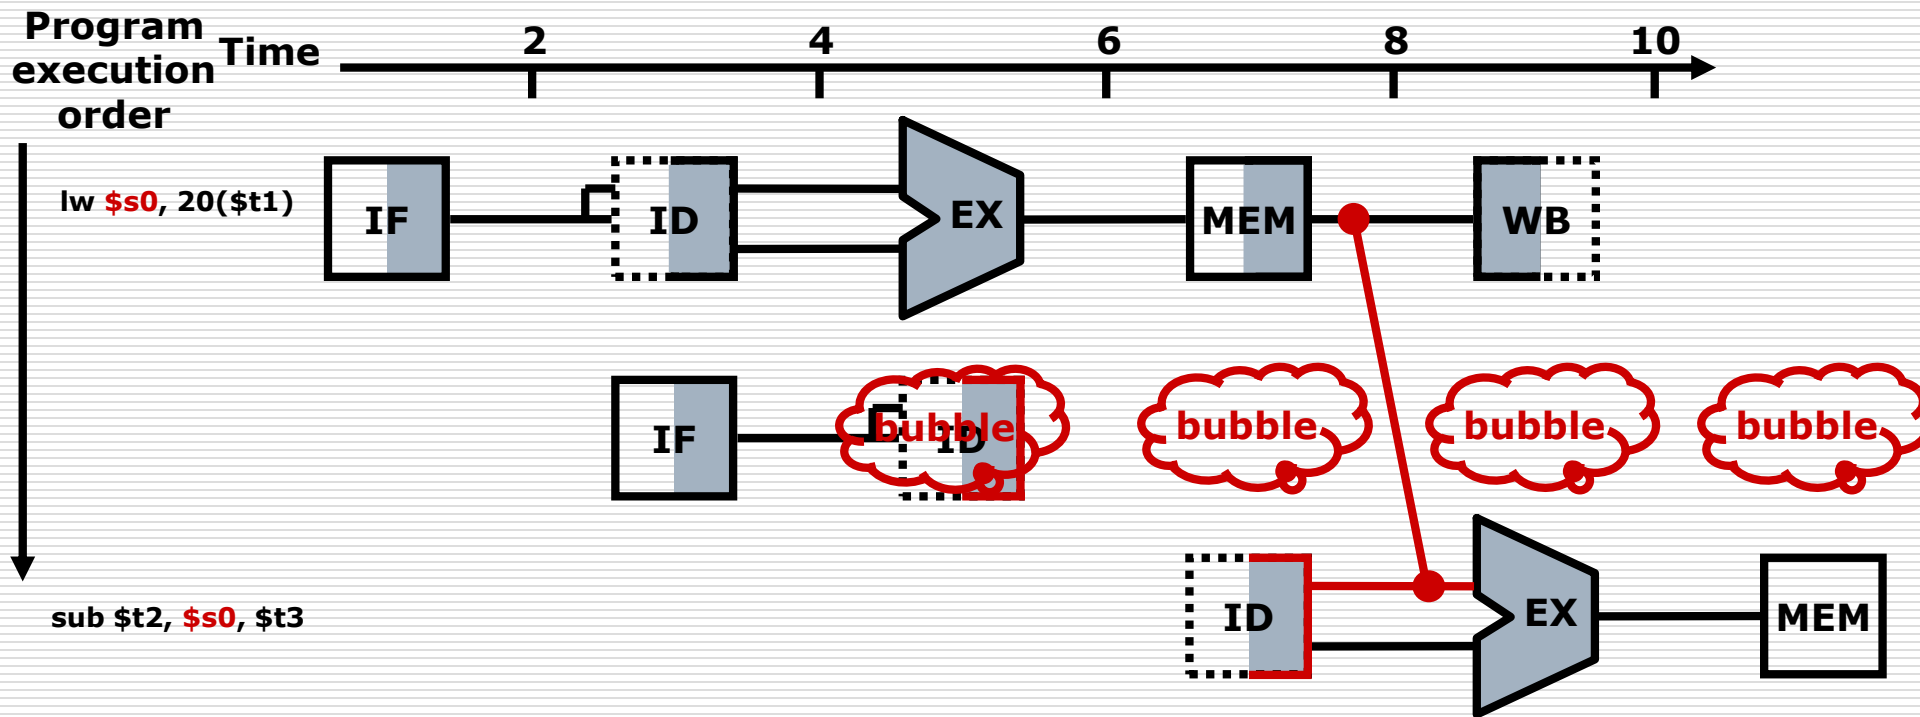 Program
execution
order
Time
2 4 6 8 10
lw $s0, 20($t1)
IF ID EX MEM WB
IF bubble ID bubble bubble bubble
sub $t2, $s0, $t3
ID EX MEM